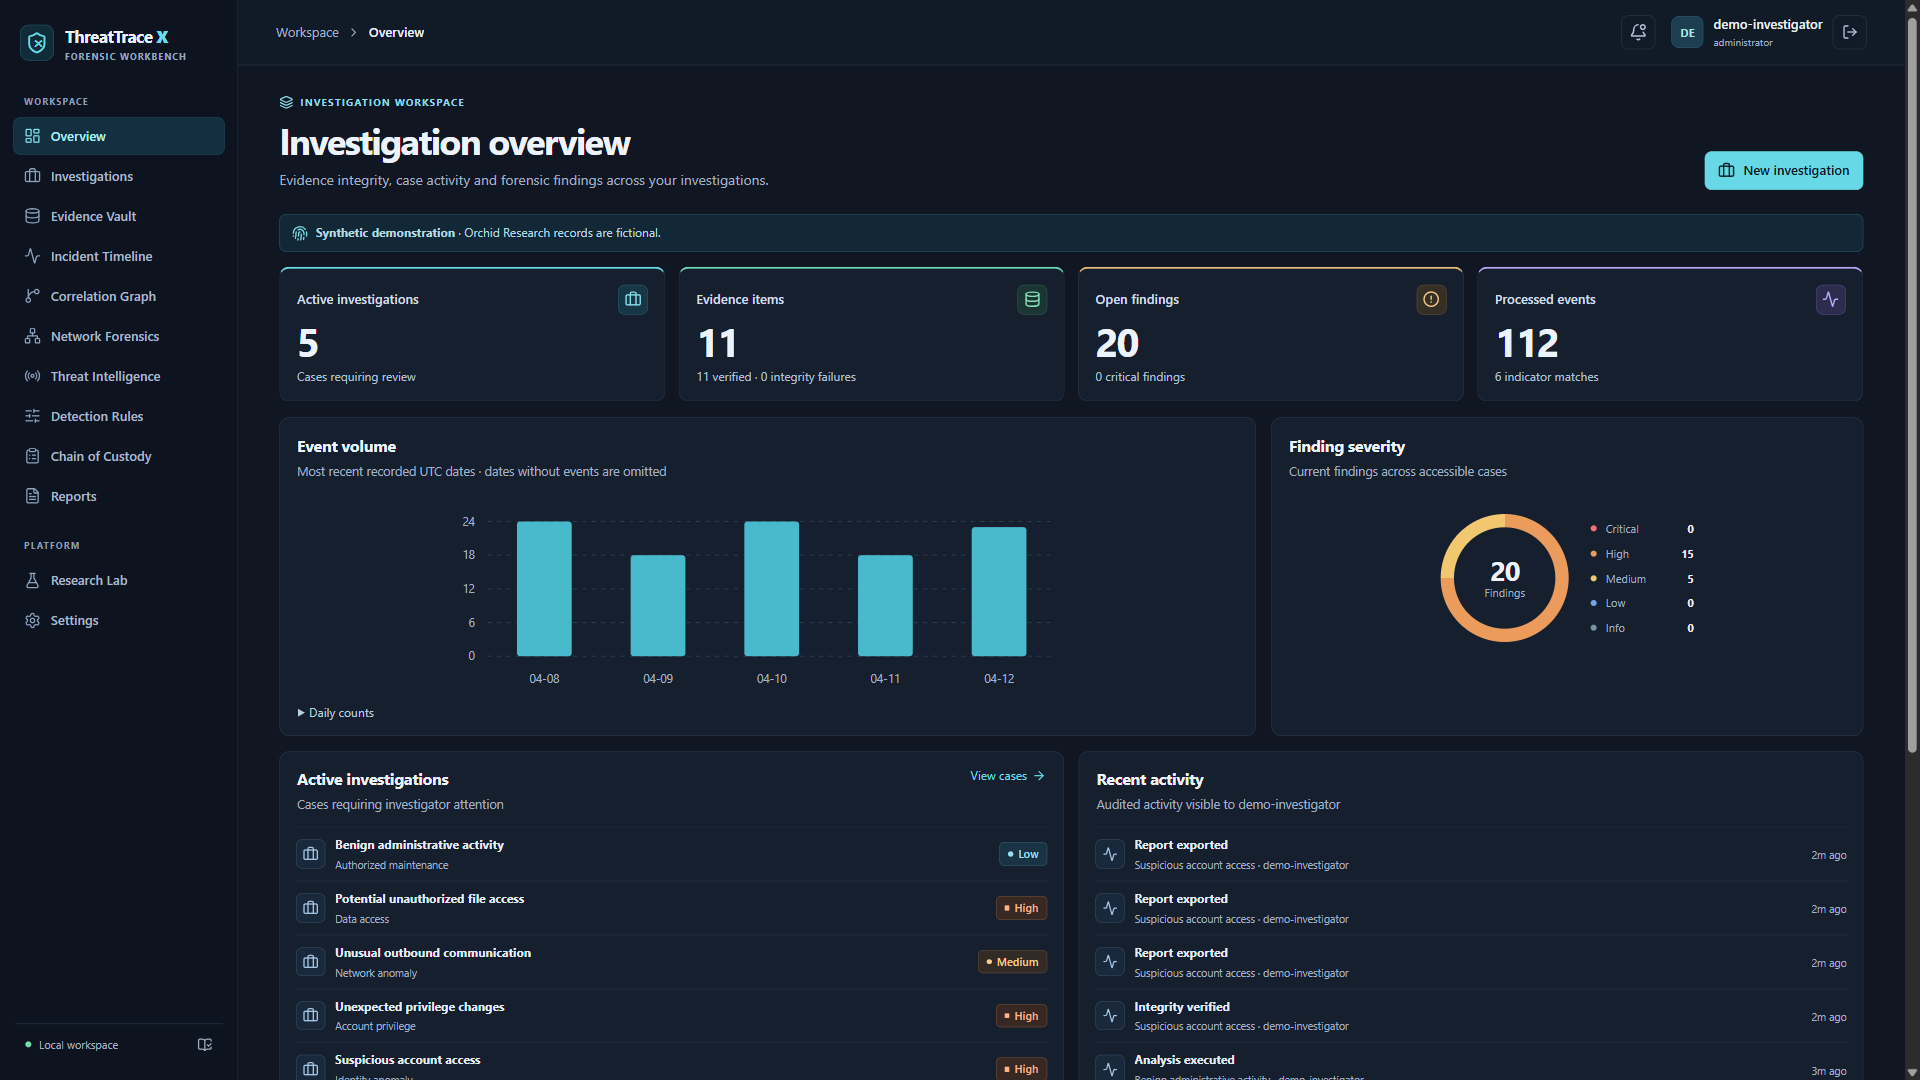 ThreatTrace X
FORENSIC WORKBENCH
WORKSPACE
Overview
Investigations
Evidence Vault
Incident Timeline
Correlation Graph
Network Forensics
Threat Intelligence
Detection Rules
Chain of Custody
Reports
PLATFORM
Research Lab
Settings
Local workspace
Workspace > Overview
DE
demo-investigator
administrator
INVESTIGATION WORKSPACE
Investigation overview
Evidence integrity, case activity and forensic findings across your investigations.
New investigation
Synthetic demonstration · Orchid Research records are fictional.
Active investigations
5
Cases requiring review
Evidence items
11
11 verified · 0 integrity failures
Open findings
20
0 critical findings
Processed events
112
6 indicator matches
Event volume
Most recent recorded UTC dates · dates without events are omitted
24
18
12
6
0
04-08 04-09 04-10 04-11 04-12
Daily counts
Finding severity
Current findings across accessible cases
20
Findings
Critical 0
High 15
Medium 5
Low 0
Info 0
Active investigations
View cases
Cases requiring investigator attention
Benign administrative activity
Authorized maintenance
Low
Potential unauthorized file access
Data access
High
Unusual outbound communication
Network anomaly
Medium
Unexpected privilege changes
Account privilege
High
Suspicious account access
Identity anomaly
High
Recent activity
Audited activity visible to demo-investigator
Report exported
Suspicious account access · demo-investigator
2m ago
Report exported
Suspicious account access · demo-investigator
2m ago
Report exported
Suspicious account access · demo-investigator
2m ago
Integrity verified
Suspicious account access · demo-investigator
2m ago
Analysis executed
Benign administrative activity · demo-investigator
3m ago